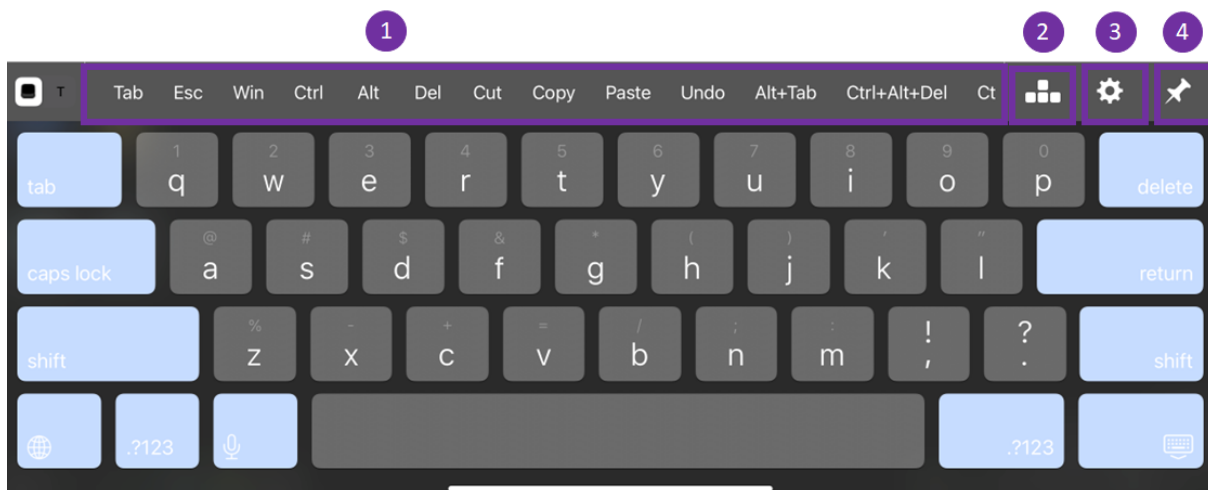 1 2 3 4
T Tab Esc Win Ctrl Alt Del Cut Copy Paste Undo Alt+Tab Ctrl+Alt+Del Ct
1 2 3 4 5 6 7 8 9 0
tab q w e r t y u i o p delete
@ # $ & * ( ) ' "
caps lock a s d f g h j k l return
% - + = / ; : ! ?
shift z x c v b n m , . shift
.?123 .?123